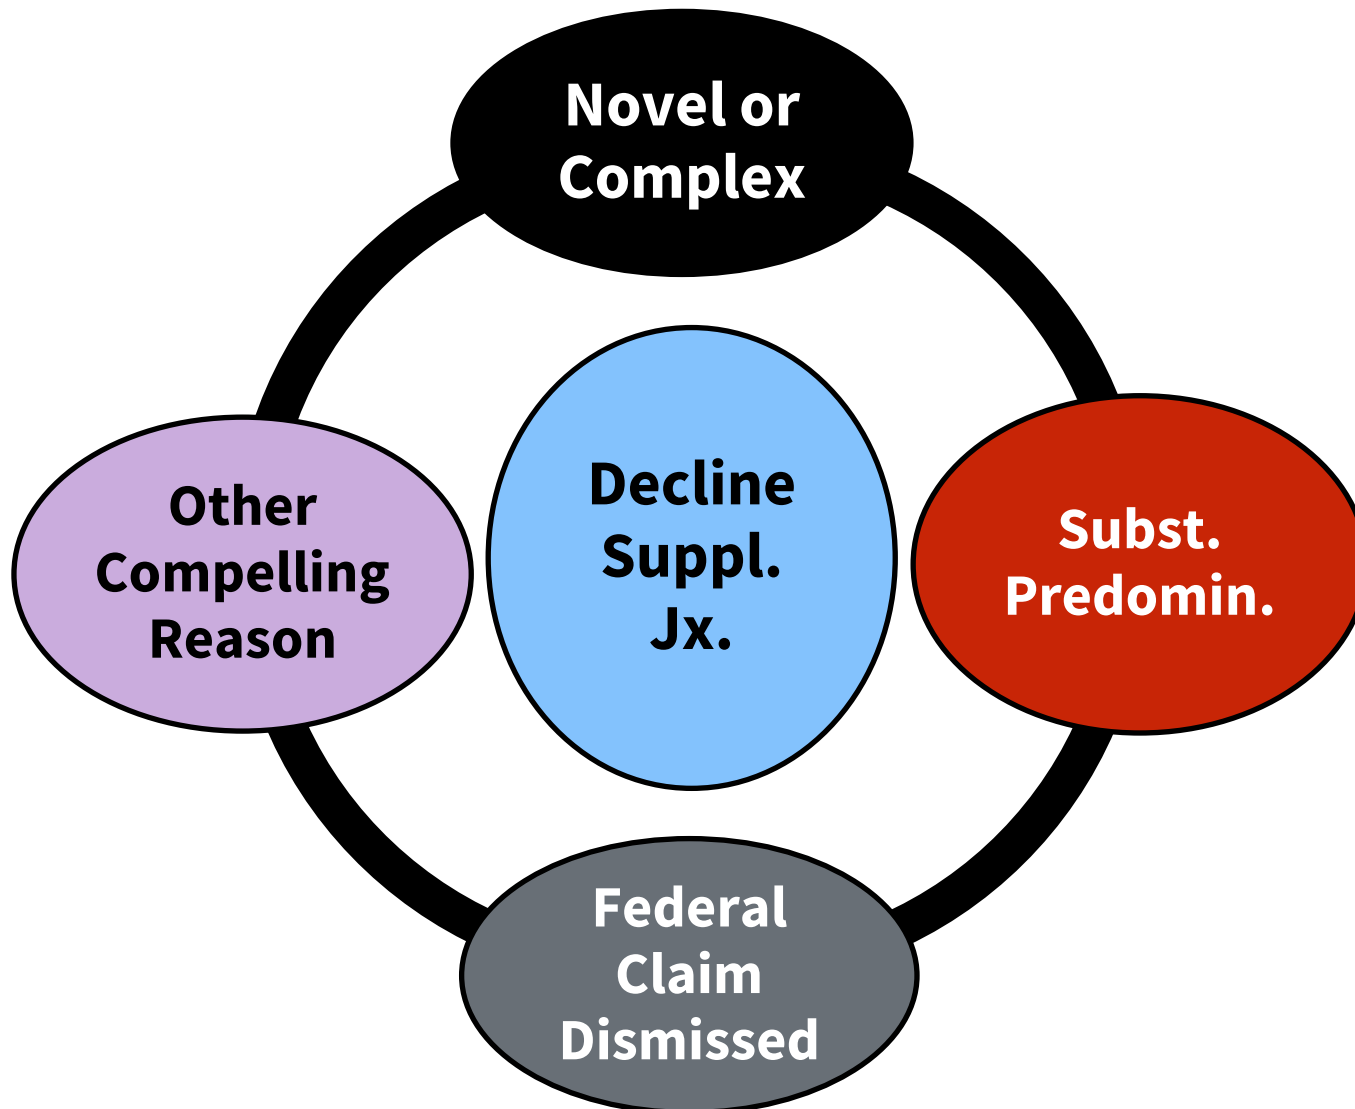 Novel or
Complex
Other
Compelling
Reason
Decline
Suppl.
Jx.
Subst.
Predomin.
Federal
Claim
Dismissed